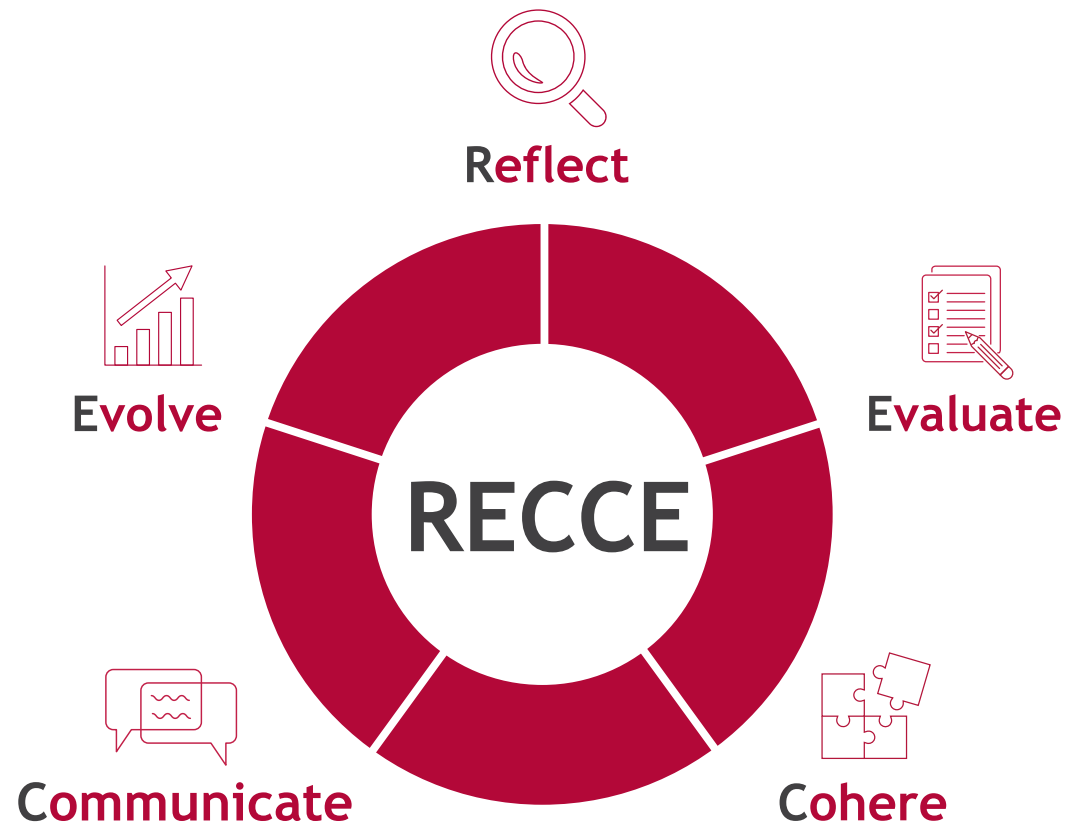 Reflect
Evolve
Evaluate
RECCE
Communicate
Cohere